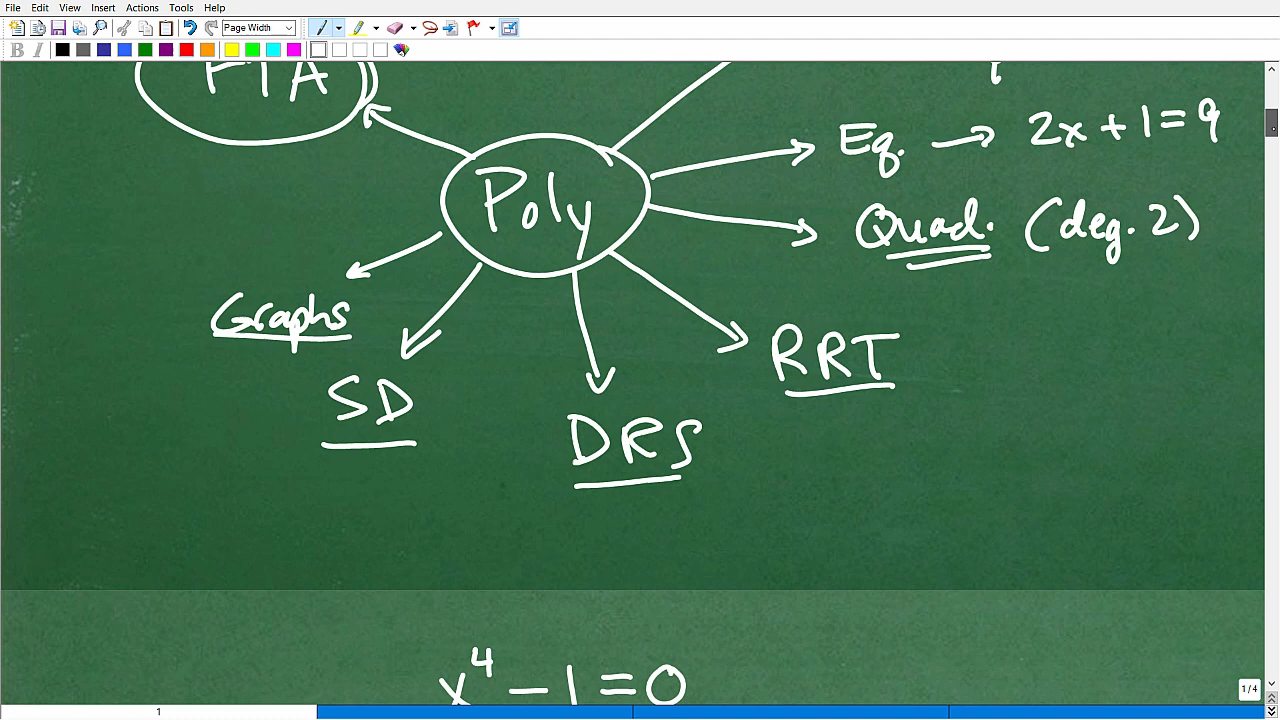 File Edit View Insert Actions Tools Help
Page Width
B I
FTA
Eq. → 2x + 1 = 9
Poly
Quad. (deg. 2)
Graphs
RRT
SD
DRS
x⁴ - 1 = 0
1/4
1